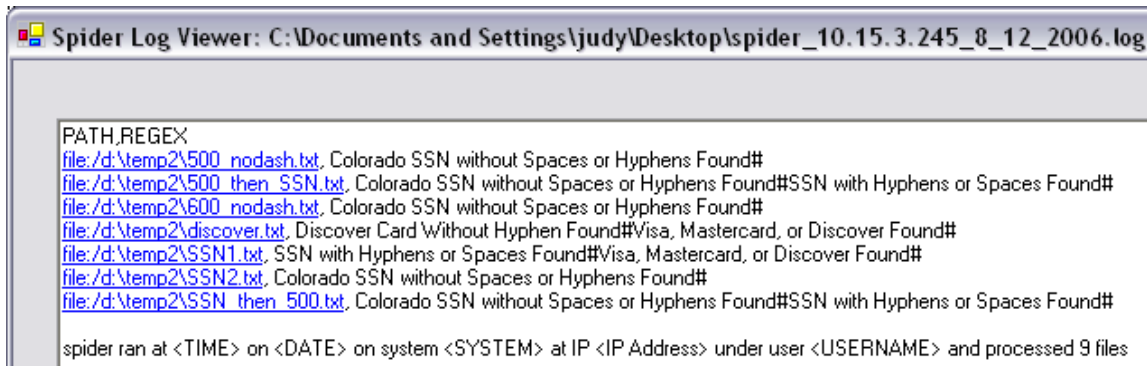 Spider Log Viewer: C:\Documents and Settings\judy\Desktop\spider_10.15.3.245_8_12_2006.log
PATH,REGEX
file:/d:\temp2\500_nodash.txt, Colorado SSN without Spaces or Hyphens Found#
file:/d:\temp2\500_then_SSN.txt, Colorado SSN without Spaces or Hyphens Found#SSN with Hyphens or Spaces Found#
file:/d:\temp2\600_nodash.txt, Colorado SSN without Spaces or Hyphens Found#
file:/d:\temp2\discover.txt, Discover Card Without Hyphen Found#Visa, Mastercard, or Discover Found#
file:/d:\temp2\SSN1.txt, SSN with Hyphens or Spaces Found#Visa, Mastercard, or Discover Found#
file:/d:\temp2\SSN2.txt, Colorado SSN without Spaces or Hyphens Found#
file:/d:\temp2\SSN_then_500.txt, Colorado SSN without Spaces or Hyphens Found#SSN with Hyphens or Spaces Found#
spider ran at <TIME> on <DATE> on system <SYSTEM> at IP <IP Address> under user <USERNAME> and processed 9 files